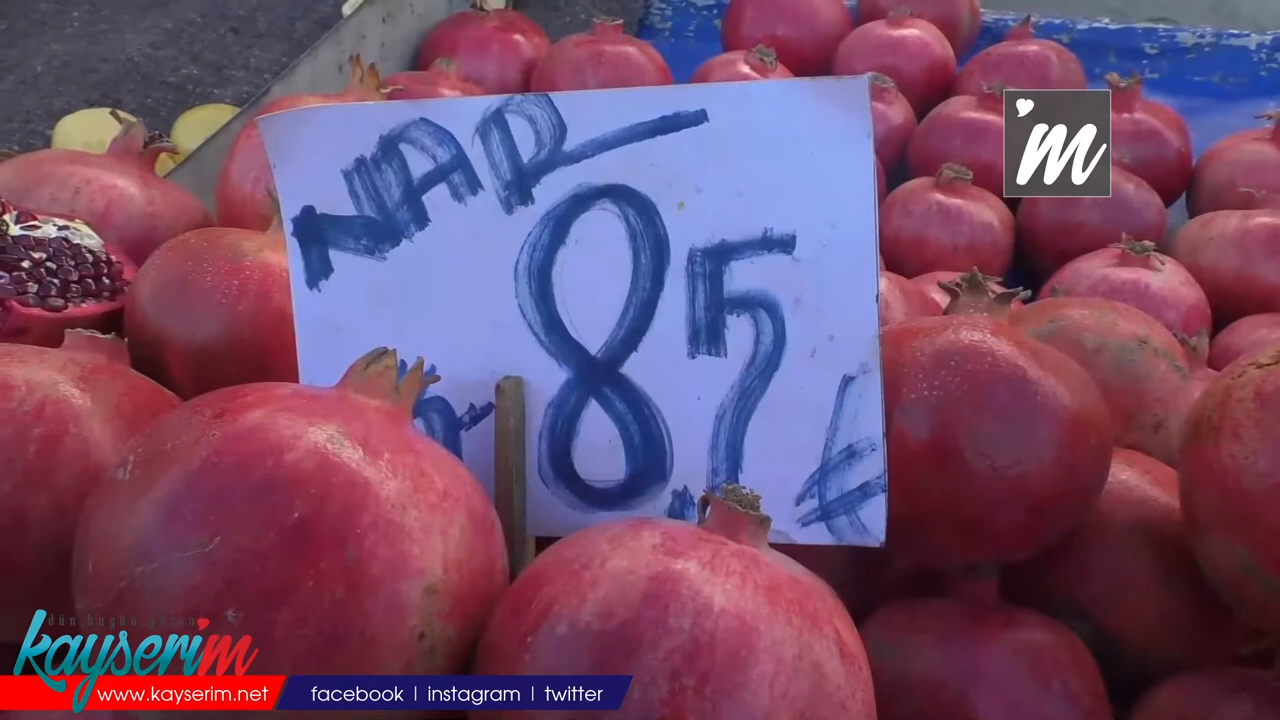 NAR
85
'm
dün, bugün, yarın
kayserim
www.kayserim.net
facebook | instagram | twitter